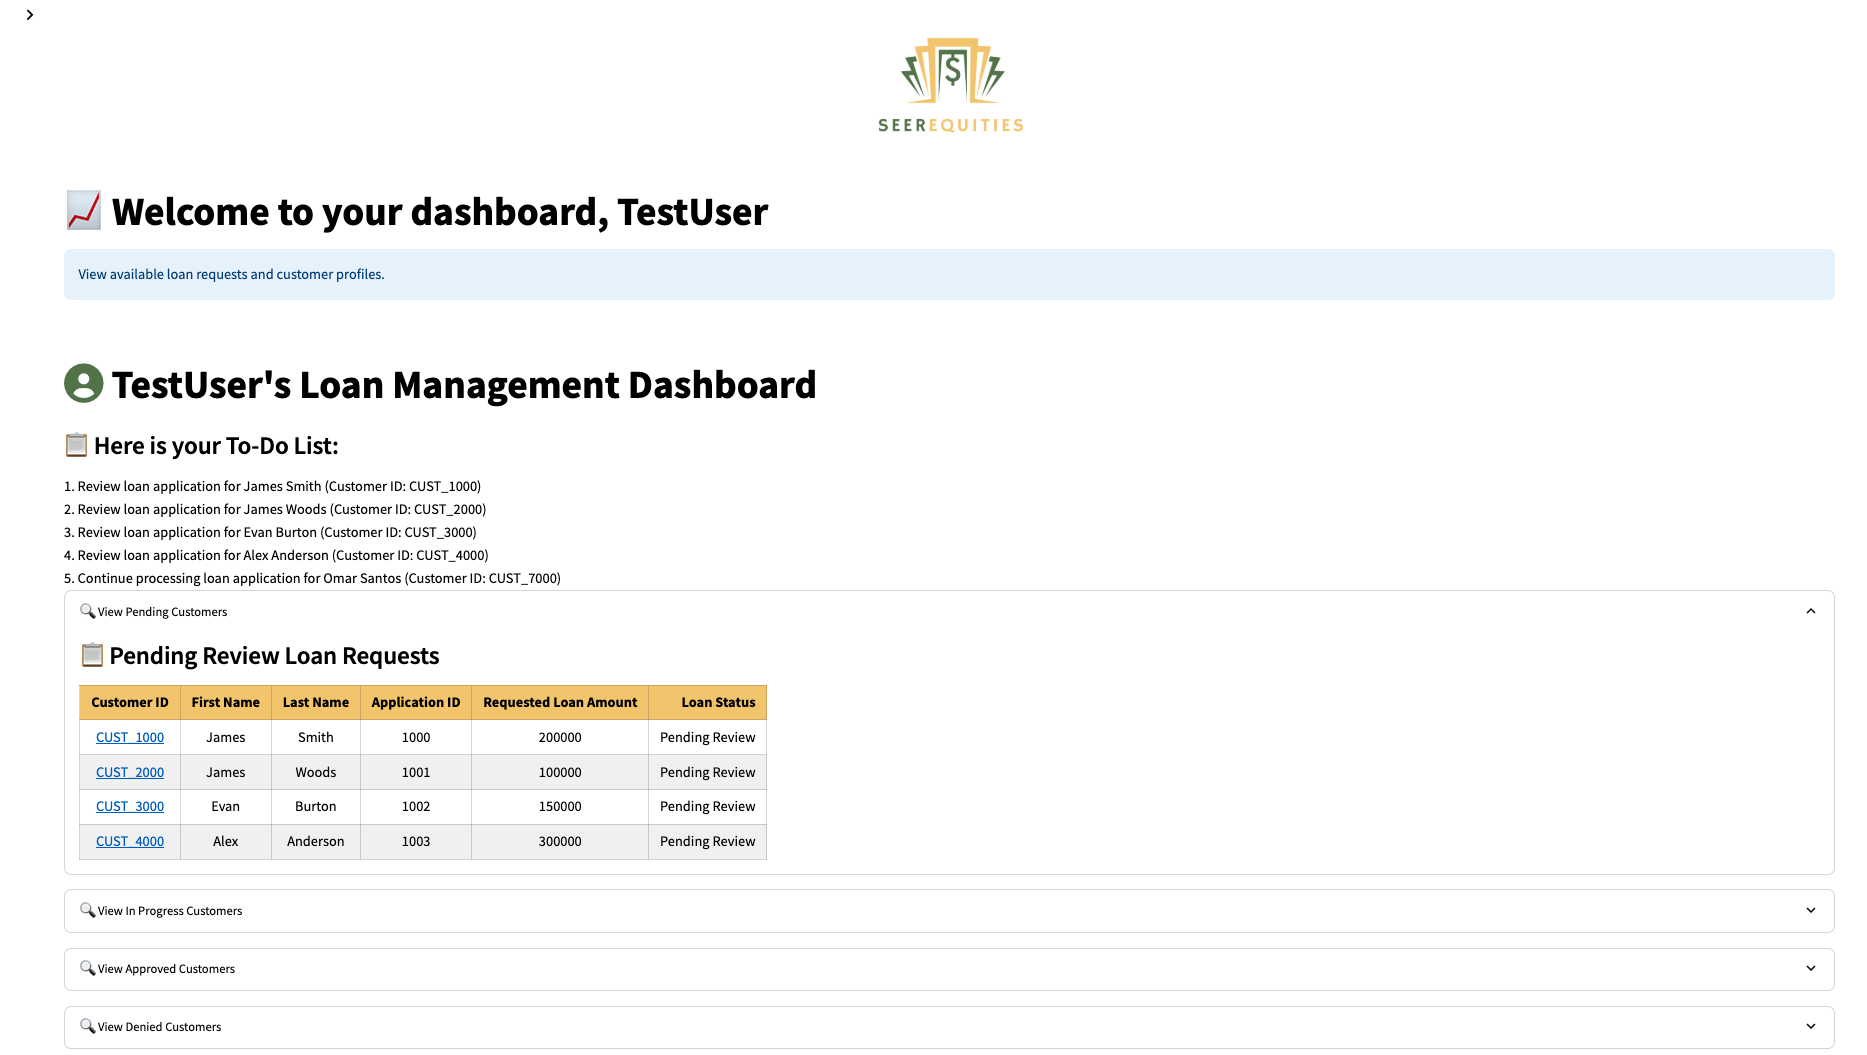 $
SEEREQUITIES
Welcome to your dashboard, TestUser
View available loan requests and customer profiles.
TestUser's Loan Management Dashboard
Here is your To-Do List:
1. Review loan application for James Smith (Customer ID: CUST_1000)
2. Review loan application for James Woods (Customer ID: CUST_2000)
3. Review loan application for Evan Burton (Customer ID: CUST_3000)
4. Review loan application for Alex Anderson (Customer ID: CUST_4000)
5. Continue processing loan application for Omar Santos (Customer ID: CUST_7000)
View Pending Customers
Pending Review Loan Requests
Customer ID First Name Last Name Application ID Requested Loan Amount Loan Status
CUST_1000 James Smith 1000 200000 Pending Review
CUST_2000 James Woods 1001 100000 Pending Review
CUST_3000 Evan Burton 1002 150000 Pending Review
CUST_4000 Alex Anderson 1003 300000 Pending Review
View In Progress Customers
View Approved Customers
View Denied Customers